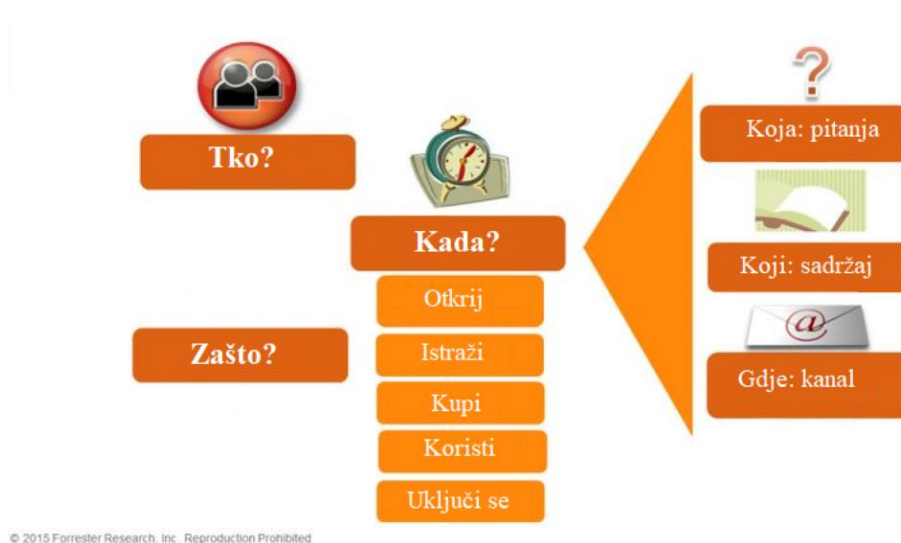 Tko?
Zašto?
Kada?
Otkrij
Istraži
Kupi
Koristi
Uključi se
?
Koja: pitanja
Koji: sadržaj
@
Gdje: kanal
© 2015 Forrester Research, Inc. Reproduction Prohibited